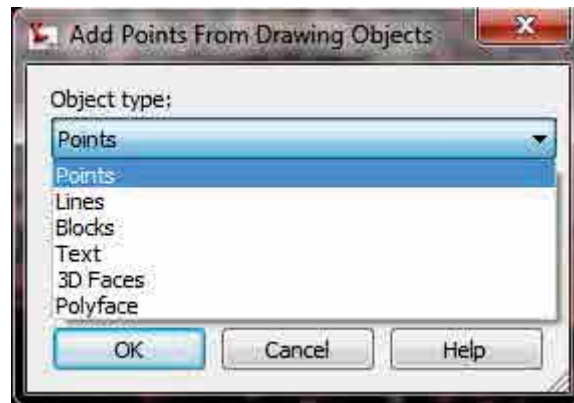 Add Points From Drawing Objects
Object type:
Points
Points
Lines
Blocks
Text
3D Faces
Polyface
OK Cancel Help